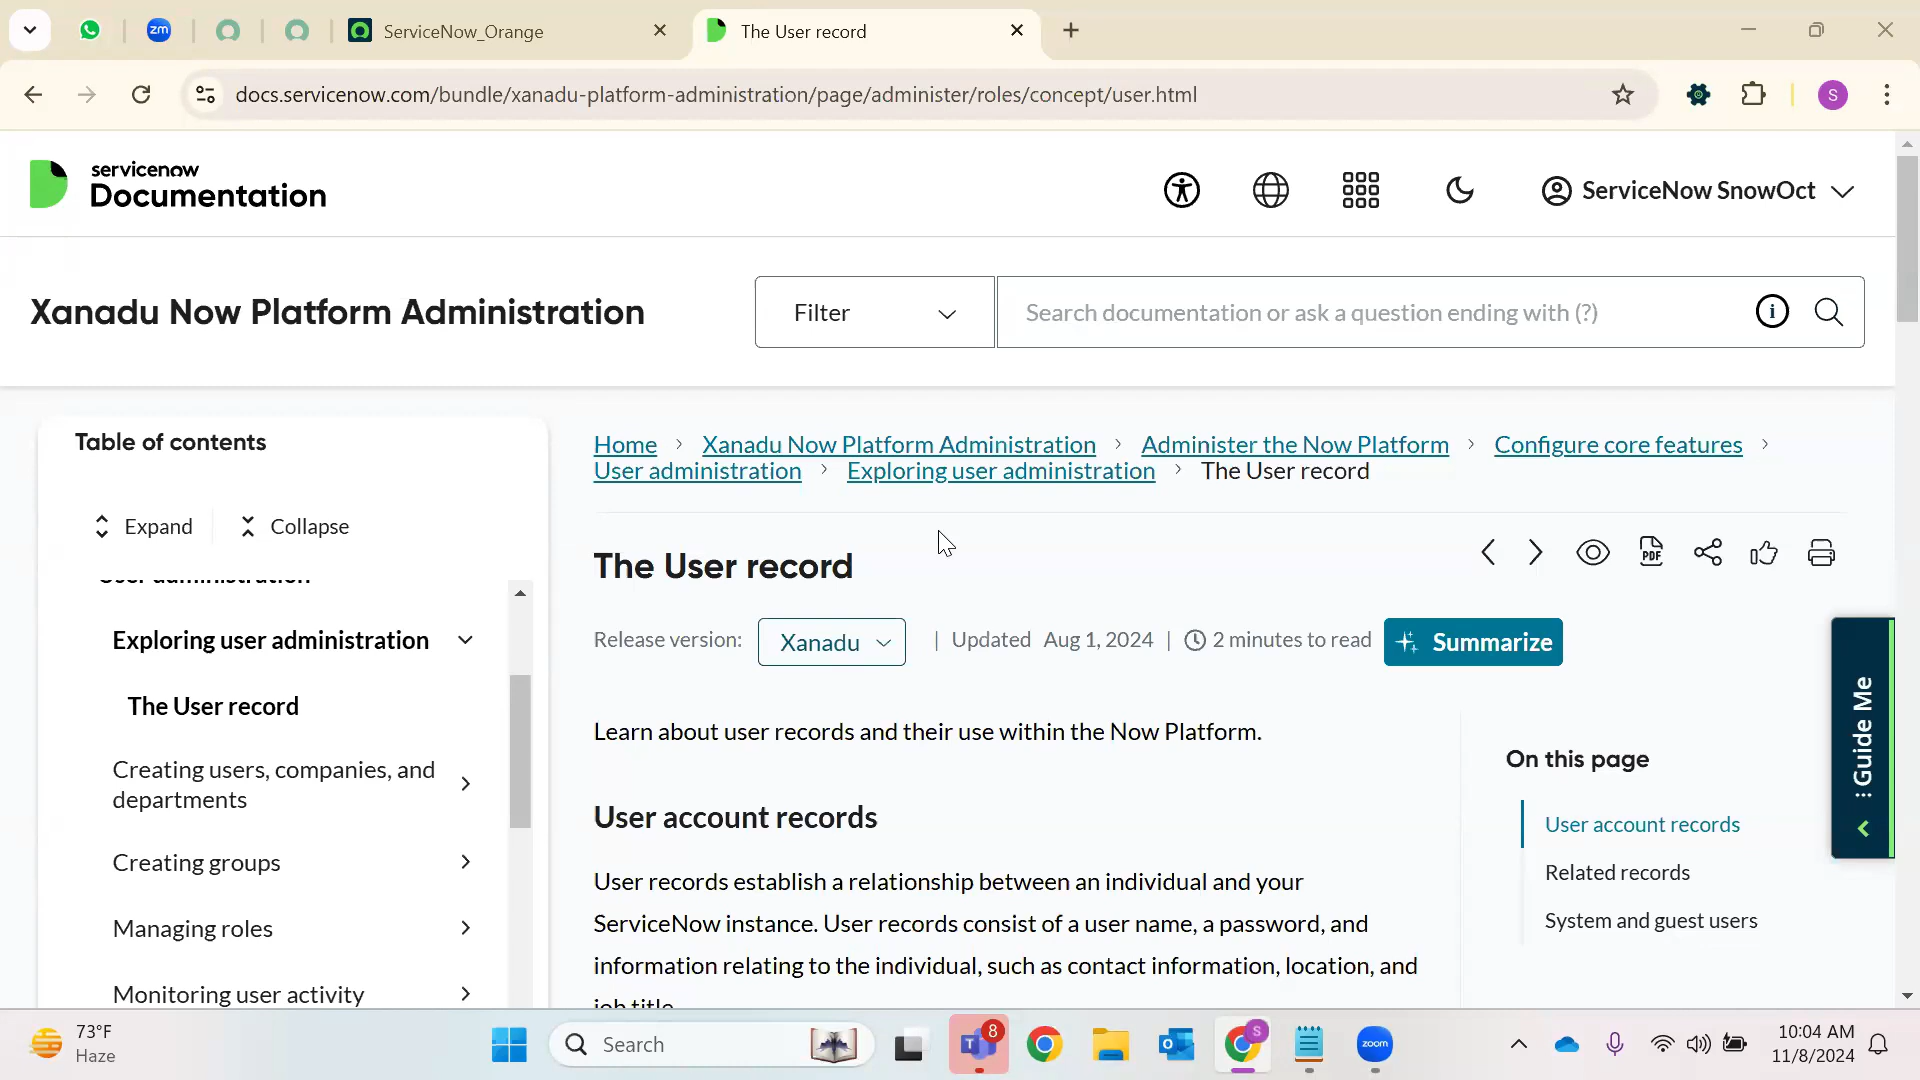 zm
ServiceNow_Orange
The User record
docs.servicenow.com/bundle/xanadu-platform-administration/page/administer/roles/concept/user.html
S
servicenow
Documentation
ServiceNow SnowOct
Xanadu Now Platform Administration
Filter
Search documentation or ask a question ending with (?)
Table of contents
Expand
Collapse
User administration
Exploring user administration
The User record
Creating users, companies, and
departments
Creating groups
Managing roles
Monitoring user activity
Home > Xanadu Now Platform Administration > Administer the Now Platform > Configure core features >
User administration > Exploring user administration > The User record
The User record
PDF
Release version: Xanadu | Updated Aug 1, 2024 | 2 minutes to read Summarize
Learn about user records and their use within the Now Platform.
User account records
User records establish a relationship between an individual and your
ServiceNow instance. User records consist of a user name, a password, and
information relating to the individual, such as contact information, location, and
job title.
On this page
User account records
Related records
System and guest users
Guide Me
73°F
Haze
Search
8
S
zoom
10:04 AM
11/8/2024